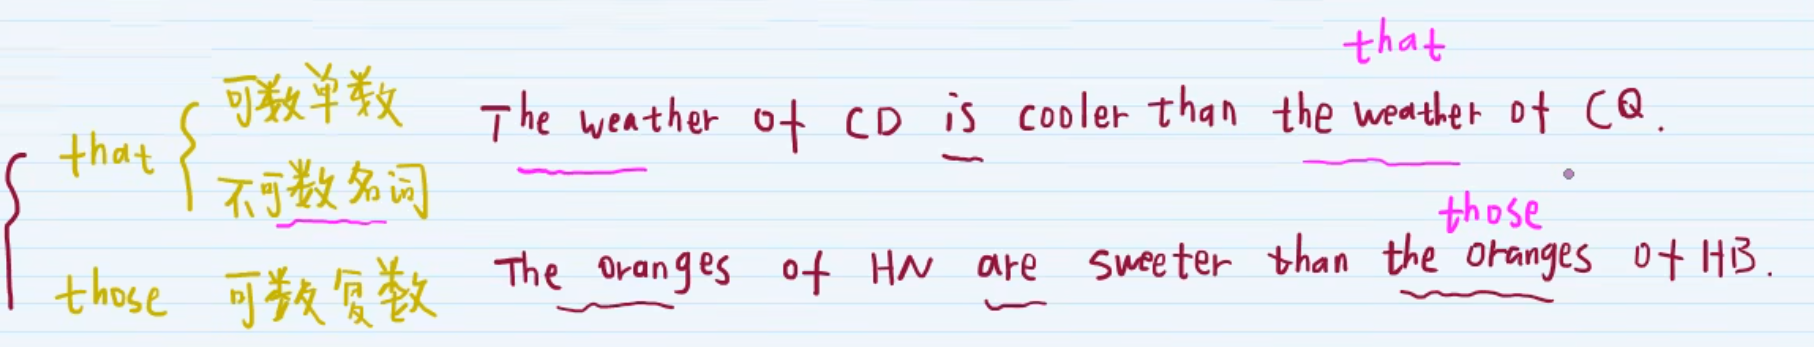 that
可数单数 The weather of CD is cooler than the weather of CQ.
that
不可数名词
those
those 可数复数 The oranges of HN are sweeter than the oranges of HB.